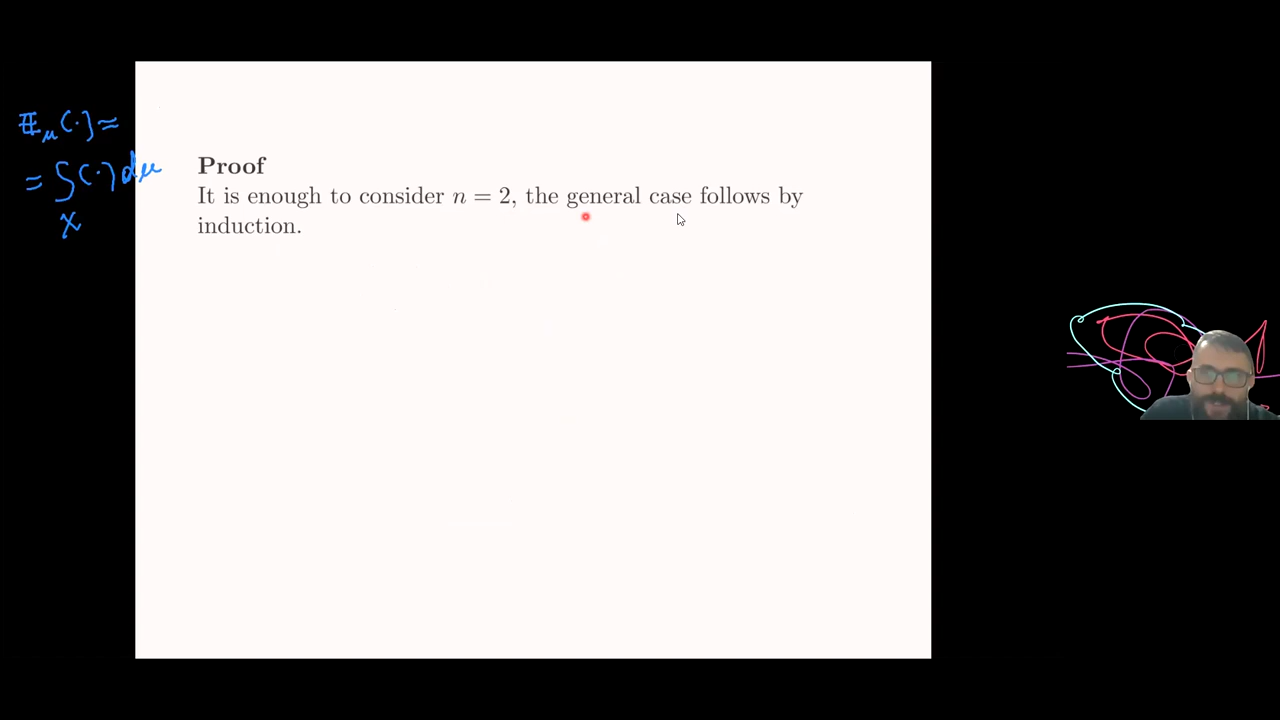 𝔼_μ(·) =
= ∫(·) dμ
X
Proof
It is enough to consider n = 2, the general case follows by
induction.